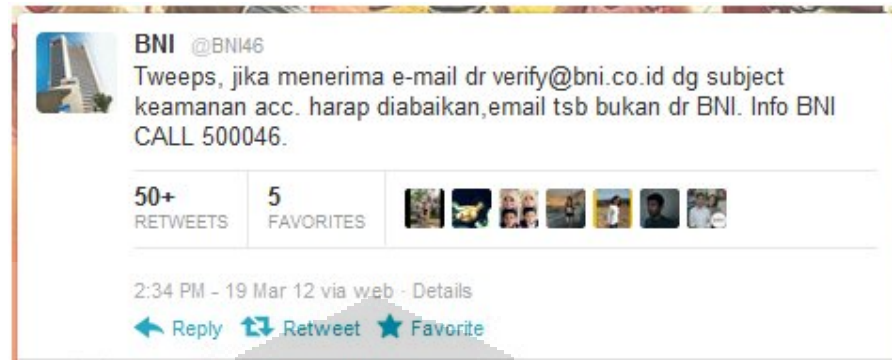 BNI @BNI46
Tweeps, jika menerima e-mail dr verify@bni.co.id dg subject
keamanan acc. harap diabaikan,email tsb bukan dr BNI. Info BNI
CALL 500046.
50+ 5
RETWEETS FAVORITES
2:34 PM - 19 Mar 12 via web · Details
Reply Retweet Favorite